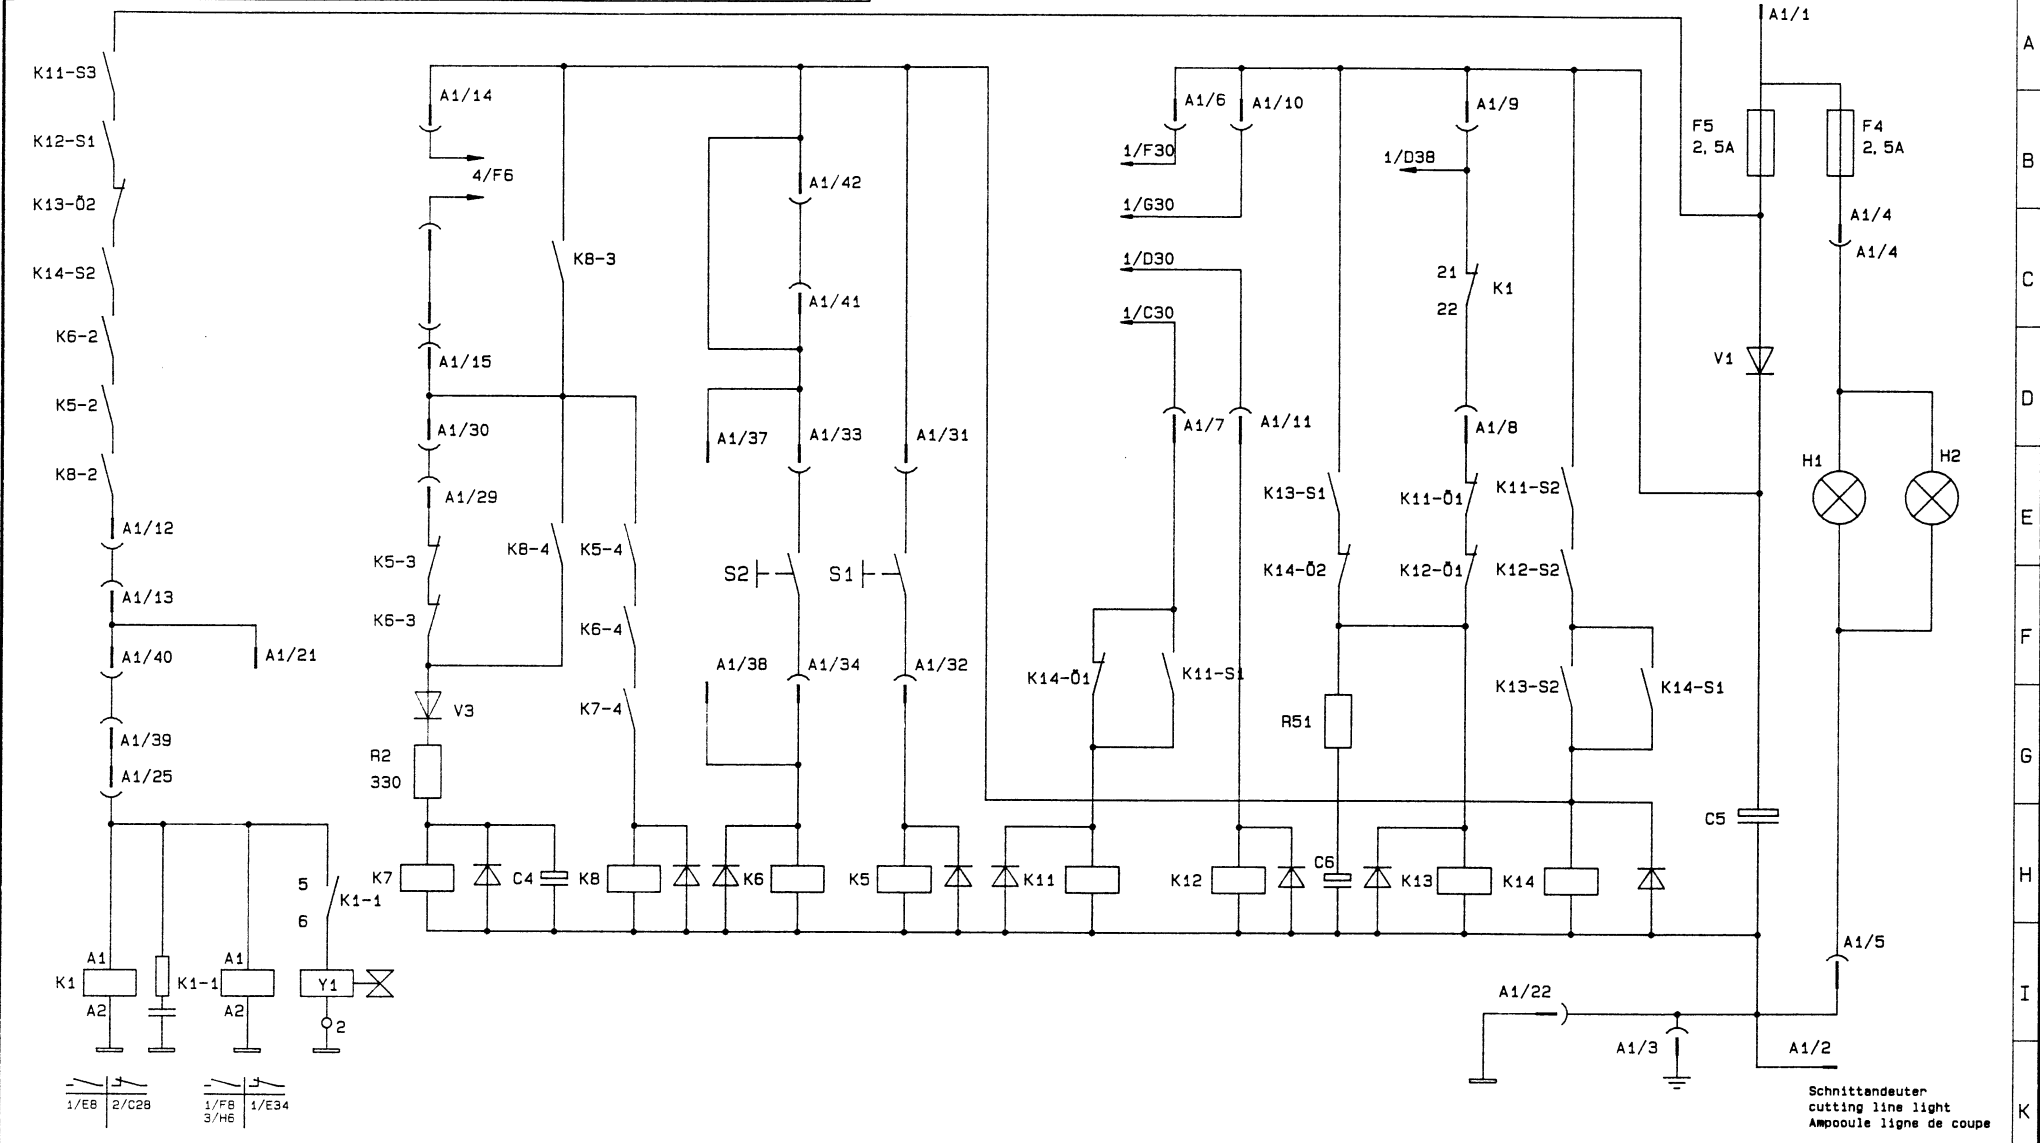 A1/1
A
K11-S3
A1/14
A1/6
A1/10
A1/9
F5
2,5A
F4
2,5A
K12-S1
1/F30
1/D38
B
4/F6
K13-Ö2
A1/42
1/G30
A1/4
A1/4
K14-S2
K8-3
1/D30
21
K1
22
C
A1/41
1/C30
K6-2
A1/15
V1
K5-2
D
A1/30
A1/37
A1/33
A1/31
A1/7
A1/11
A1/8
K8-2
H1
H2
A1/29
K13-S1
K11-Ö1
K11-S2
A1/12
E
K5-3
K8-4
K5-4
S2
S1
K14-Ö2
K12-Ö1
K12-S2
A1/13
K6-3
K6-4
F
A1/40
A1/21
A1/38
A1/34
A1/32
K14-Ö1
K11-S1
K13-S2
K14-S1
V3
K7-4
R51
A1/39
R2
330
G
A1/25
C5
K7
C4
K8
K6
K5
K11
K12
C6
K13
K14
H
5
K1-1
6
A1
A1
A1/5
K1
K1-1
Y1
A2
A2
2
A1/22
I
A1/3
A1/2
1/E8
2/C28
1/F8
3/H6
1/E34
Schnittandeuter
cutting line light
Ampooule ligne de coupe
K